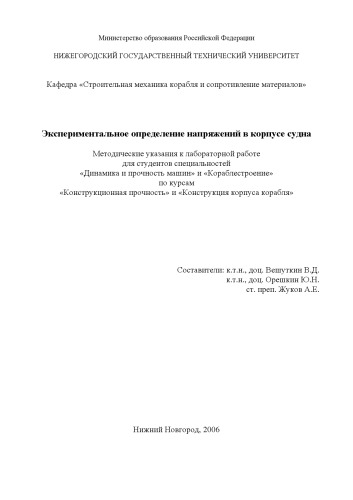 Министерство образования Российской Федерации
НИЖЕГОРОДСКИЙ ГОСУДАРСТВЕННЫЙ ТЕХНИЧЕСКИЙ УНИВЕРСИТЕТ
Кафедра «Строительная механика корабля и сопротивление материалов»
Экспериментальное определение напряжений в корпусе судна
Методические указания к лабораторной работе
для студентов специальностей
«Динамика и прочность машин» и «Кораблестроение»
по курсам
«Конструкционная прочность» и «Конструкция корпуса корабля»
Составители: к.т.н., доц. Вешуткин В.Д.
к.т.н., доц. Орешкин Ю.Н.
ст. преп. Жуков А.Е.
Нижний Новгород, 2006